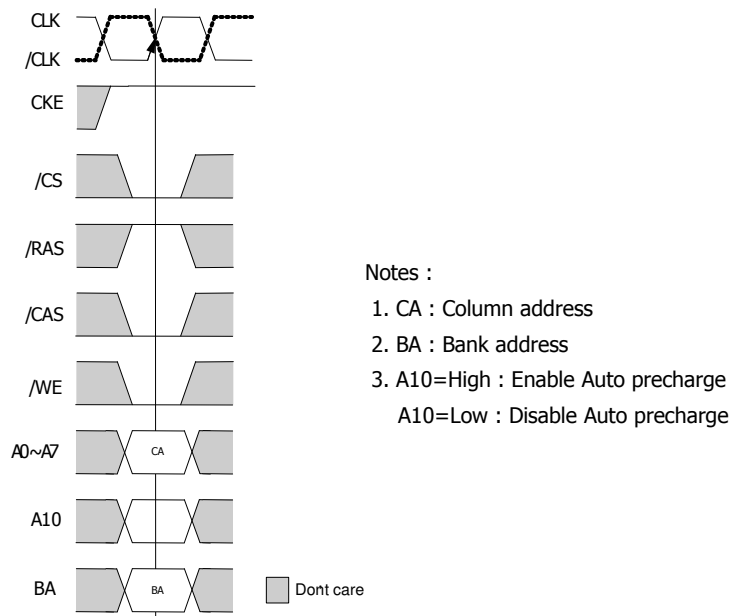 CLK
/CLK
CKE
/CS
/RAS
/CAS
/WE
A0~A7
CA
A10
BA
BA
Dont care
Notes :
1. CA : Column address
2. BA : Bank address
3. A10=High : Enable Auto precharge
A10=Low : Disable Auto precharge